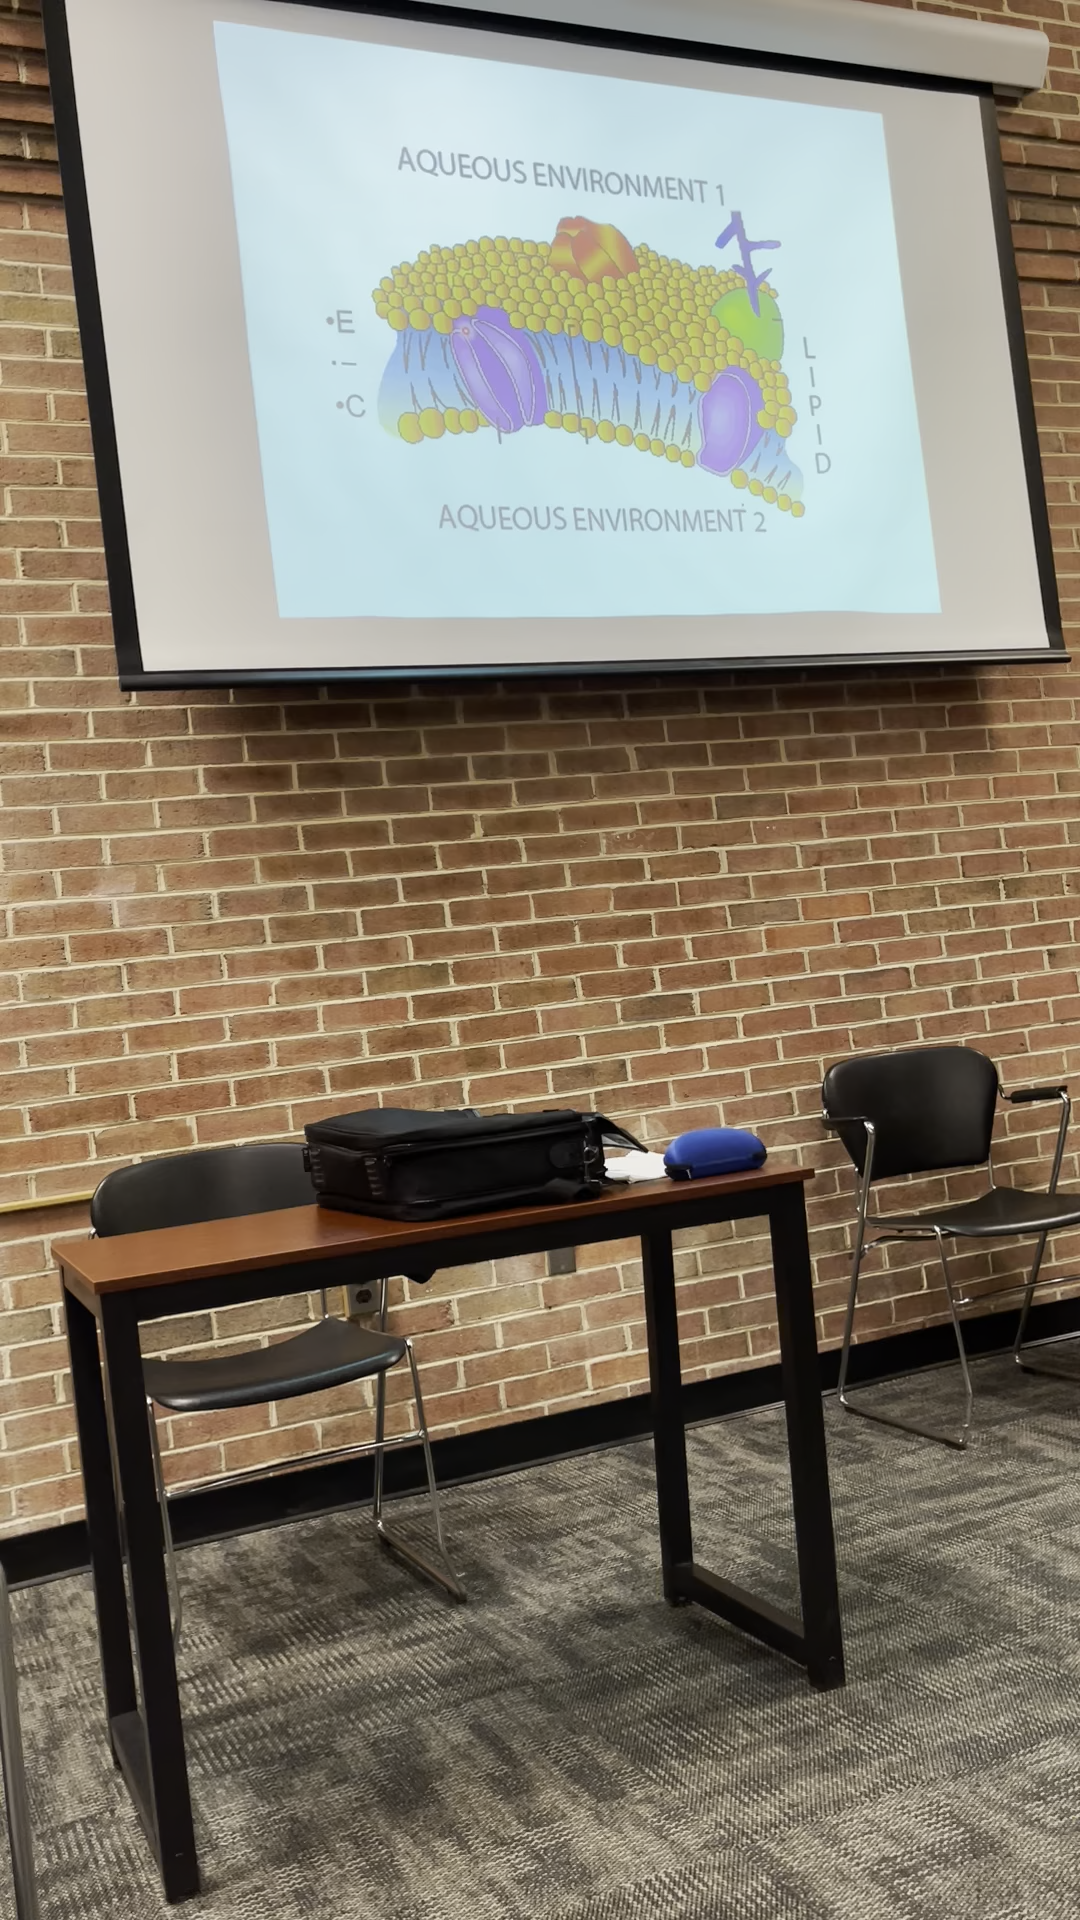 AQUEOUS ENVIRONMENT 1
•E
•C
LIPID
AQUEOUS ENVIRONMENT 2